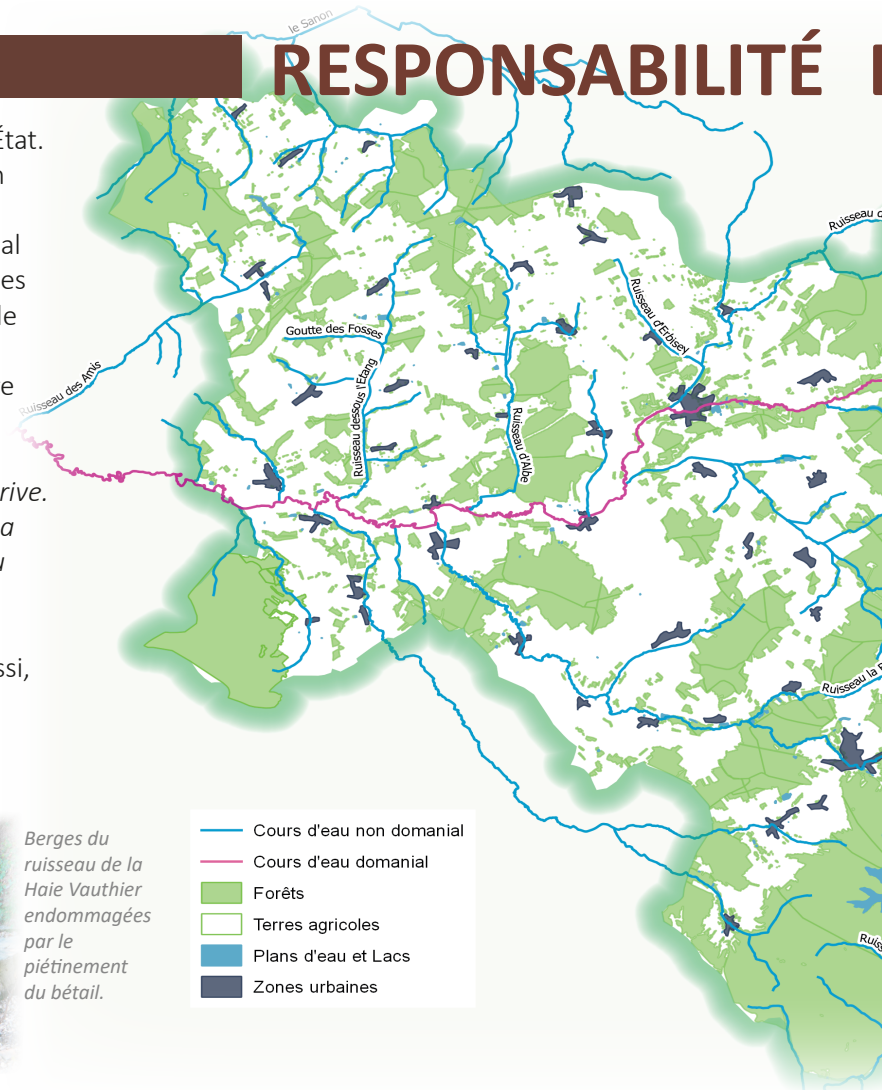 le Sanon
RESPONSABILITÉ
État.
n
al
es
le
e
rive.
a
u
ssi,
Ruisseau d
Ruisseau d'Erbisey
Goutte des Fosses
Ruisseau des Amis
Ruisseau dessous l'Etang
Ruisseau d'Albe
Ruisseau la
Ruiss
Berges du
ruisseau de la
Haie Vauthier
endommagées
par le
piétinement
du bétail.
Cours d'eau non domanial
Cours d'eau domanial
Forêts
Terres agricoles
Plans d'eau et Lacs
Zones urbaines